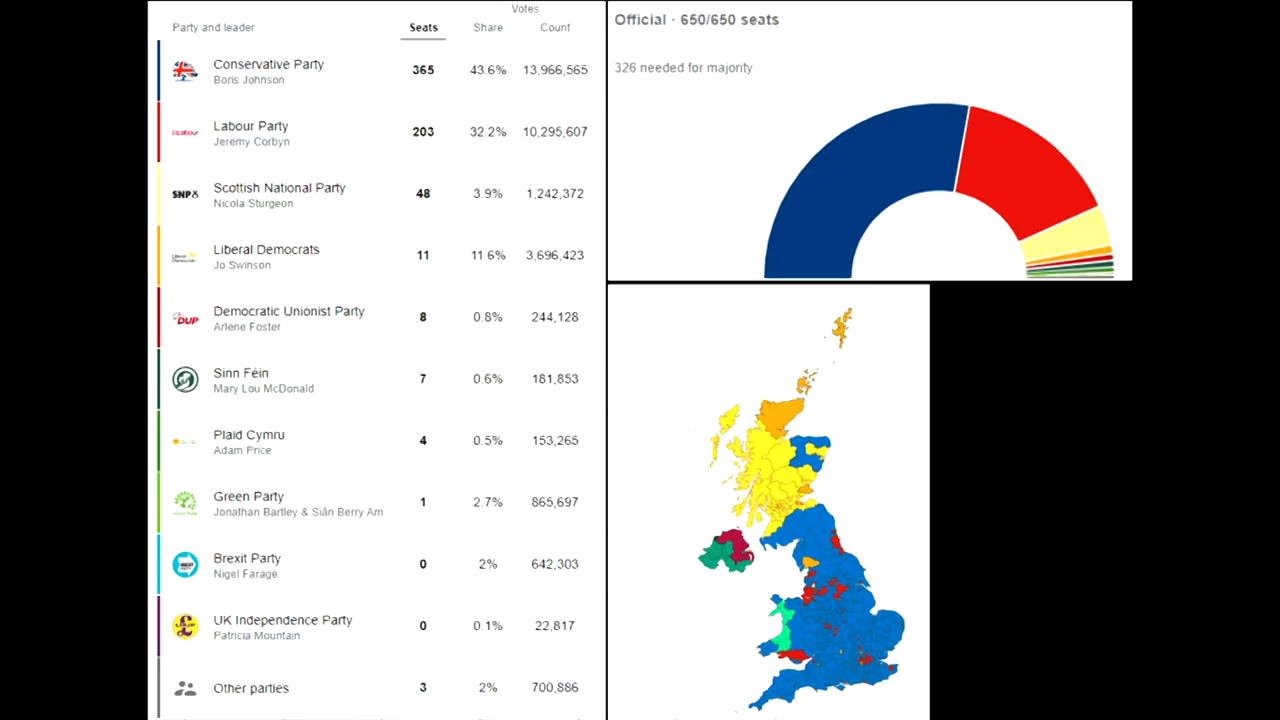 Votes
Party and leader Seats Share Count
Conservative Party 365 43.6% 13,966,565
Boris Johnson
Labour Party 203 32.2% 10,295,607
Jeremy Corbyn
SNP Scottish National Party 48 3.9% 1,242,372
Nicola Sturgeon
Liberal Democrats 11 11.6% 3,696,423
Jo Swinson
DUP Democratic Unionist Party 8 0.8% 244,128
Arlene Foster
Sinn Féin 7 0.6% 181,853
Mary Lou McDonald
Plaid Cymru 4 0.5% 153,265
Adam Price
Green Party 1 2.7% 865,697
Jonathan Bartley & Siân Berry Am
Brexit Party 0 2% 642,303
Nigel Farage
UK Independence Party 0 0.1% 22,817
Patricia Mountain
Other parties 3 2% 700,886
Official · 650/650 seats
326 needed for majority